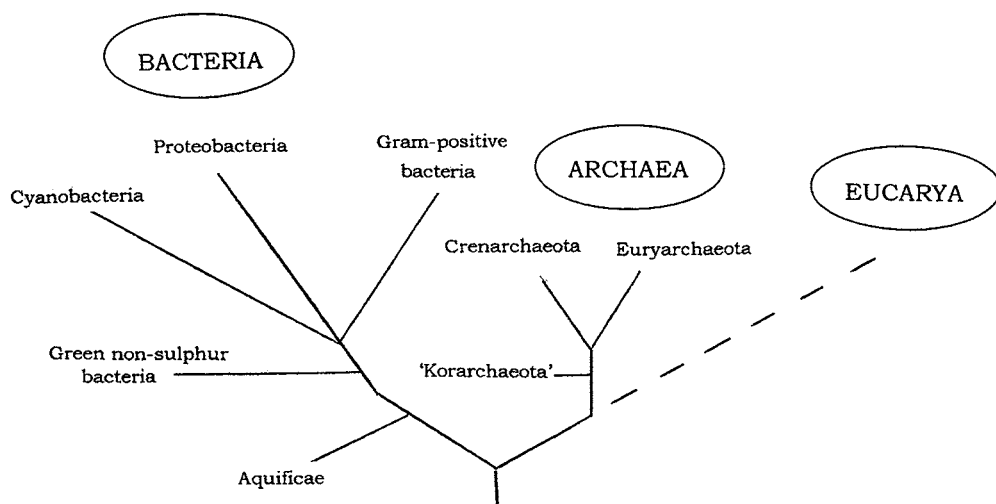 BACTERIA
Proteobacteria
Gram-positive
bacteria
ARCHAEA
Cyanobacteria
EUCARYA
Crenarchaeota
Euryarchaeota
Green non-sulphur
bacteria
'Korarchaeota'
Aquificae